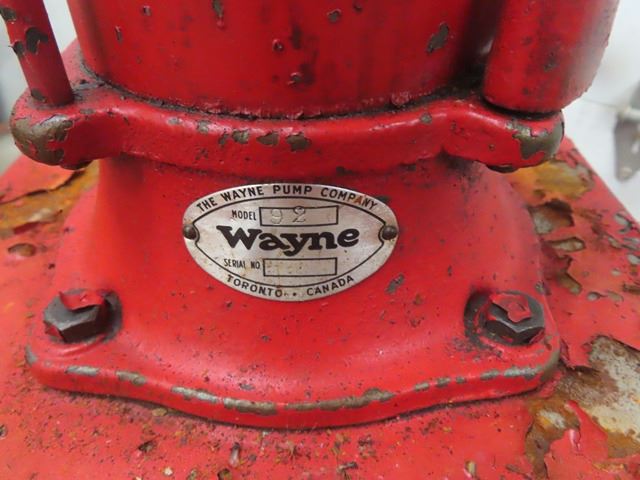 THE WAYNE PUMP COMPANY
MODEL 92
Wayne
SERIAL NO
TORONTO - CANADA